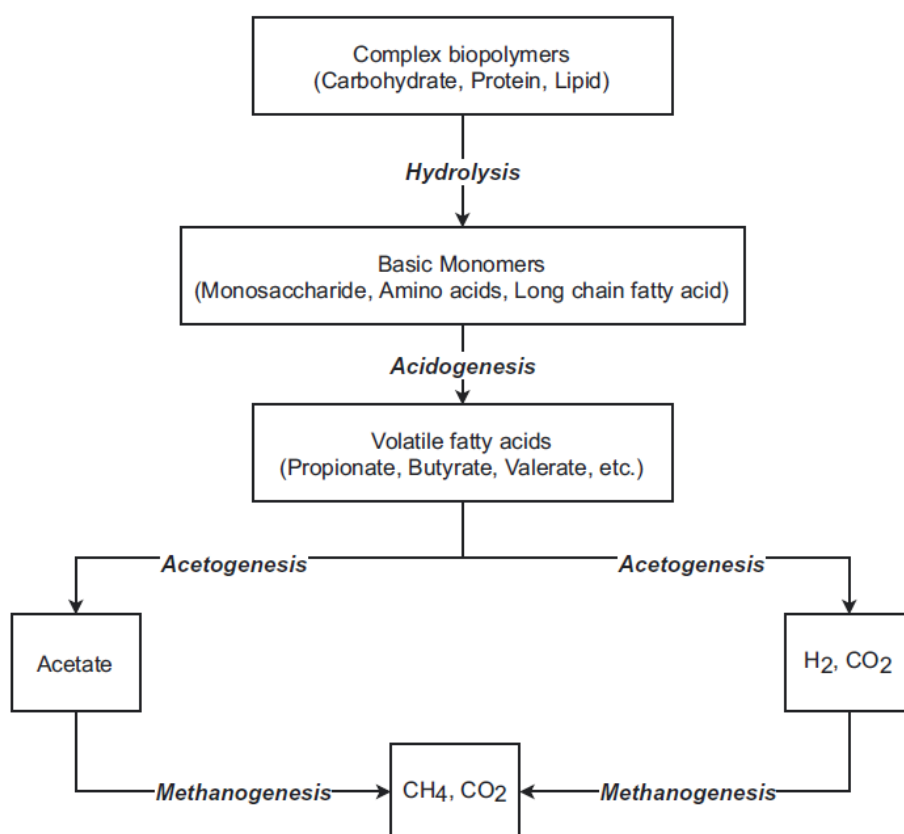 Complex biopolymers
(Carbohydrate, Protein, Lipid)
Hydrolysis
Basic Monomers
(Monosaccharide, Amino acids, Long chain fatty acid)
Acidogenesis
Volatile fatty acids
(Propionate, Butyrate, Valerate, etc.)
Acetogenesis
Acetogenesis
Acetate
H2, CO2
Methanogenesis
CH4, CO2
Methanogenesis